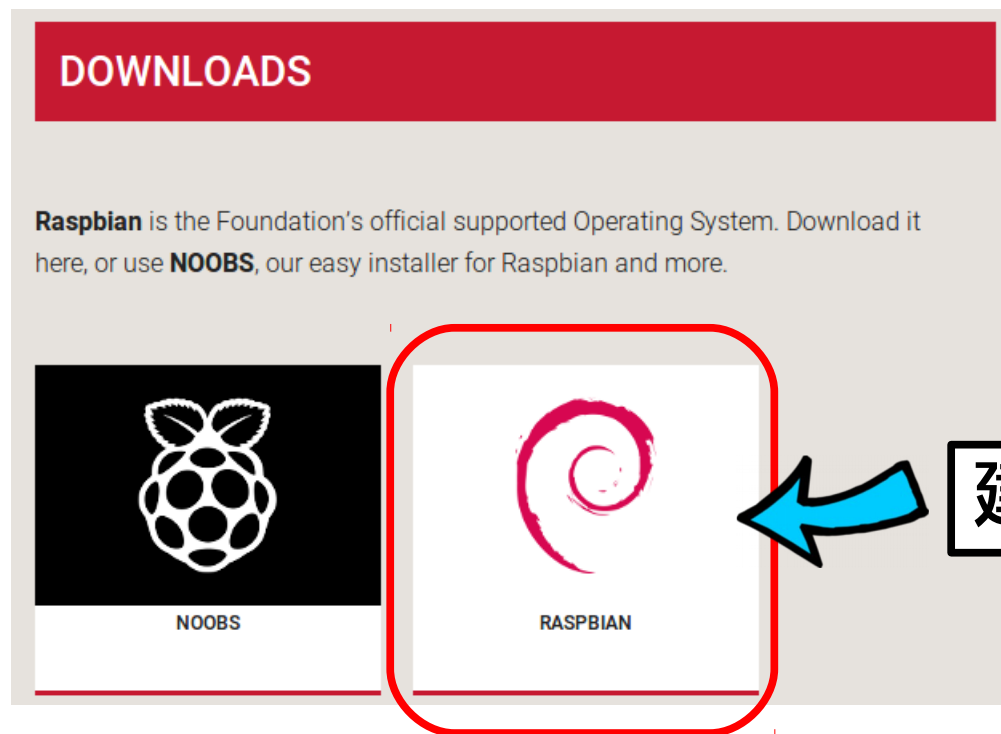 DOWNLOADS
Raspbian is the Foundation's official supported Operating System. Download it
here, or use NOOBS, our easy installer for Raspbian and more.
NOOBS
RASPBIAN